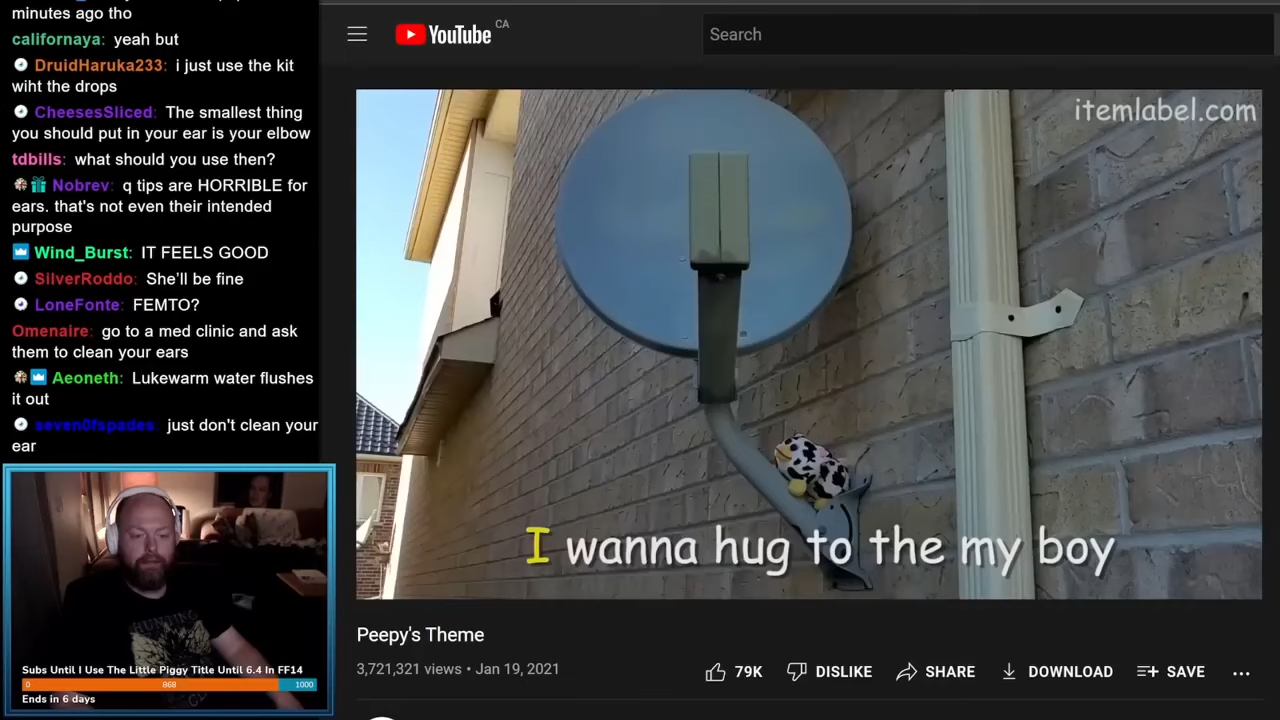 minutes ago tho
californaya: yeah but
DruidHaruka233: i just use the kit
wiht the drops
CheesesSliced: The smallest thing
you should put in your ear is your elbow
tdbills: what should you use then?
Nobrev: q tips are HORRIBLE for
ears. that's not even their intended
purpose
Wind_Burst: IT FEELS GOOD
SilverRoddo: She'll be fine
LoneFonte: FEMTO?
Omenaire: go to a med clinic and ask
them to clean your ears
Aeoneth: Lukewarm water flushes
it out
seven0fspades: just don't clean your
ear
HUNTING
Subs Until I Use The Little Piggy Title Until 6.4 In FF14
0 868 1000
Ends in 6 days
YouTube CA
Search
itemlabel.com
I wanna hug to the my boy
Peepy's Theme
3,721,321 views • Jan 19, 2021
79K DISLIKE SHARE DOWNLOAD SAVE ...